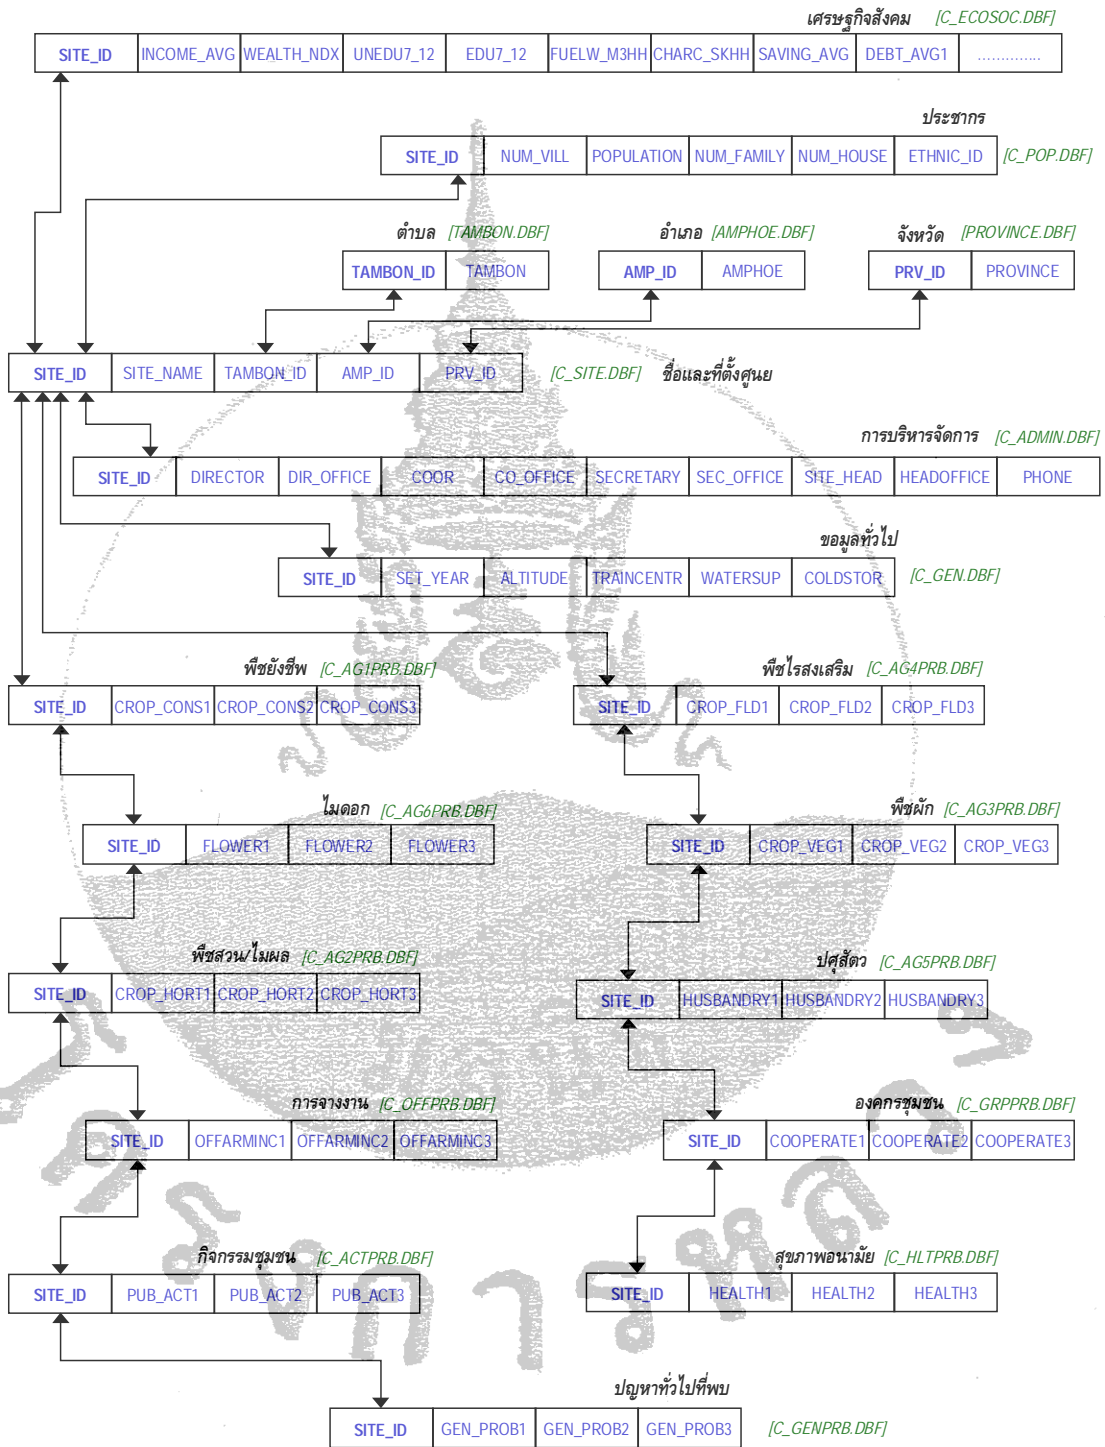 เศรษฐกิจสังคม [C_ECOSOC.DBF]
SITE_ID INCOME_AVG WEALTH_NDX UNEDU7_12 EDU7_12 FUELW_M3HH CHARC_SKHH SAVING_AVG DEBT_AVG1 ..............
ประชากร
SITE_ID NUM_VILL POPULATION NUM_FAMILY NUM_HOUSE ETHNIC_ID [C_POP.DBF]
ตำบล [TAMBON.DBF] อำเภอ [AMPHOE.DBF] จังหวัด [PROVINCE.DBF]
TAMBON_ID TAMBON AMP_ID AMPHOE PRV_ID PROVINCE
SITE_ID SITE_NAME TAMBON_ID AMP_ID PRV_ID [C_SITE.DBF] ชื่อและที่ตั้งศูนย
การบริหารจัดการ [C_ADMIN.DBF]
SITE_ID DIRECTOR DIR_OFFICE COOR CO_OFFICE SECRETARY SEC_OFFICE SITE_HEAD HEADOFFICE PHONE
ขอมูลทั่วไป
SITE_ID SET_YEAR ALTITUDE TRAINCENTR WATERSUP COLDSTOR [C_GEN.DBF]
พืชยังชีพ [C_AG1PRB.DBF] พืชไรสงเสริม [C_AG4PRB.DBF]
SITE_ID CROP_CONS1 CROP_CONS2 CROP_CONS3 SITE_ID CROP_FLD1 CROP_FLD2 CROP_FLD3
ไมดอก [C_AG6PRB.DBF] พืชผัก [C_AG3PRB.DBF]
SITE_ID FLOWER1 FLOWER2 FLOWER3 SITE_ID CROP_VEG1 CROP_VEG2 CROP_VEG3
พืชสวน/ไมผล [C_AG2PRB.DBF] ปศุสัตว [C_AG5PRB.DBF]
SITE_ID CROP_HORT1 CROP_HORT2 CROP_HORT3 SITE_ID HUSBANDRY1 HUSBANDRY2 HUSBANDRY3
การจางงาน [C_OFFPRB.DBF] องคกรชุมชน [C_GRPPRB.DBF]
SITE_ID OFFARMINC1 OFFARMINC2 OFFARMINC3 SITE_ID COOPERATE1 COOPERATE2 COOPERATE3
กิจกรรมชุมชน [C_ACTPRB.DBF] สุขภาพอนามัย [C_HLTPRB.DBF]
SITE_ID PUB_ACT1 PUB_ACT2 PUB_ACT3 SITE_ID HEALTH1 HEALTH2 HEALTH3
ปญหาทั่วไปที่พบ
SITE_ID GEN_PROB1 GEN_PROB2 GEN_PROB3 [C_GENPRB.DBF]